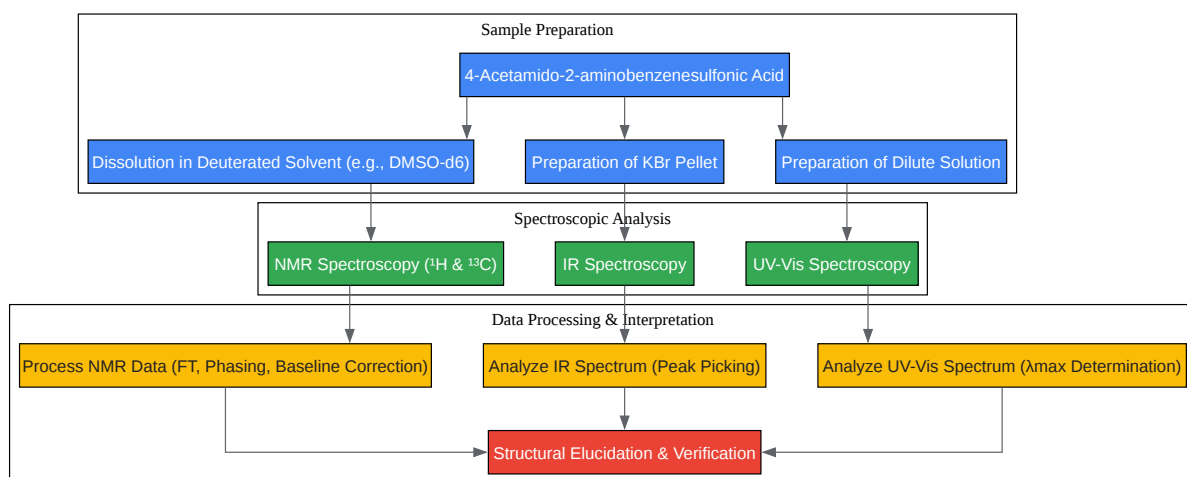 Sample Preparation
4-Acetamido-2-aminobenzenesulfonic Acid
Dissolution in Deuterated Solvent (e.g., DMSO-d6)
Preparation of KBr Pellet
Preparation of Dilute Solution
Spectroscopic Analysis
NMR Spectroscopy (¹H & ¹³C)
IR Spectroscopy
UV-Vis Spectroscopy
Data Processing & Interpretation
Process NMR Data (FT, Phasing, Baseline Correction)
Analyze IR Spectrum (Peak Picking)
Analyze UV-Vis Spectrum (λmax Determination)
Structural Elucidation & Verification